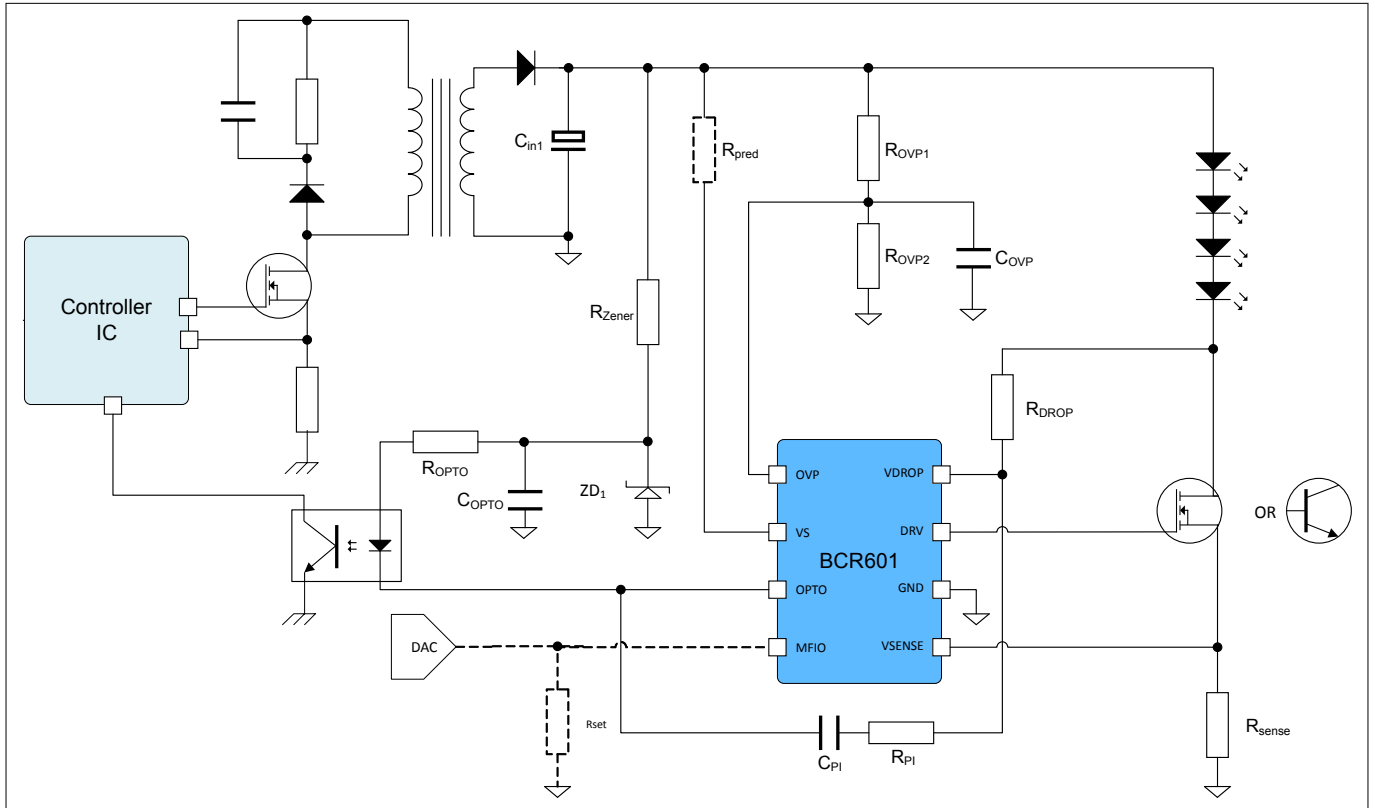 Cin1
Rpred
ROVP1
ROVP2
COVP
Controller
IC
RZener
RDROP
ROPTO
COPTO
ZD1
OVP
VDROP
VS
DRV
OR
BCR601
OPTO
GND
DAC
MFIO
VSENSE
Rset
CPI
RPI
Rsense